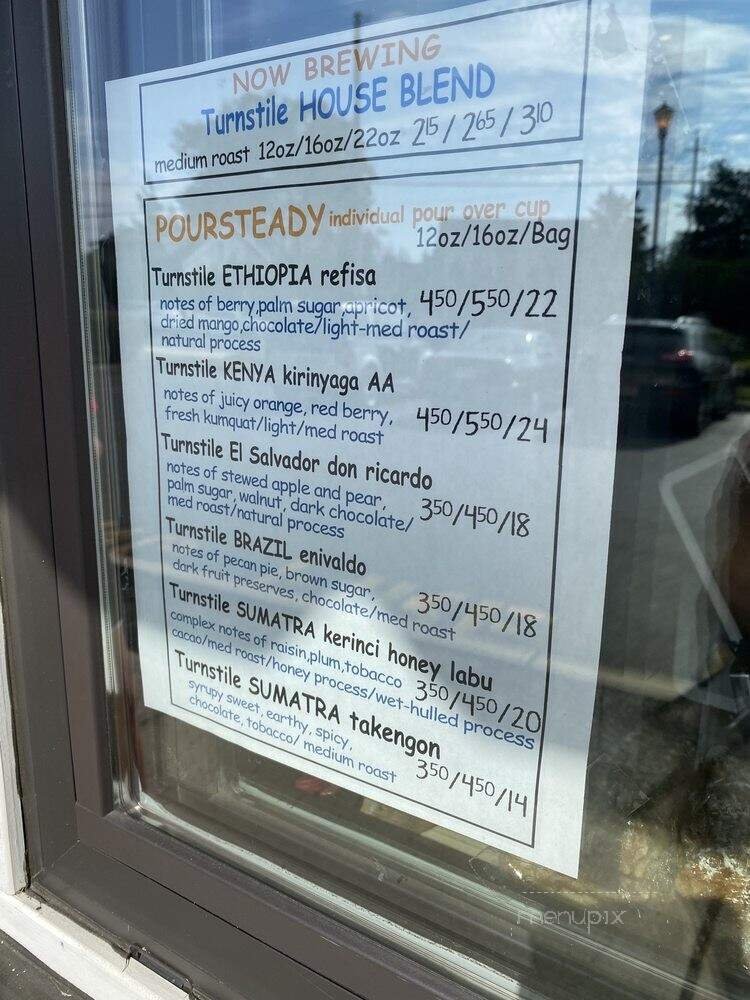 NOW BREWING
Turnstile HOUSE BLEND
medium roast 12oz/16oz/22oz 215/265/310
POURSTEADY individual pour over cup
12oz/16oz/Bag
Turnstile ETHIOPIA refisa
notes of berry,palm sugar,apricot, 450/550/22
dried mango,chocolate/light-med roast/
natural process
Turnstile KENYA kirinyaga AA
notes of juicy orange, red berry, 450/550/24
fresh kumquat/light/med roast
Turnstile El Salvador don ricardo
notes of stewed apple and pear,
palm sugar, walnut, dark chocolate/ 350/450/18
med roast/natural process
Turnstile BRAZIL enivaldo
notes of pecan pie, brown sugar, 350/450/18
dark fruit preserves, chocolate/med roast
Turnstile SUMATRA kerinci honey labu
complex notes of raisin,plum,tobacco 350/450/20
cacao/med roast/honey process/wet-hulled process
Turnstile SUMATRA takengon
syrupy sweet, earthy, spicy, 350/450/14
chocolate, tobacco/ medium roast
menupix